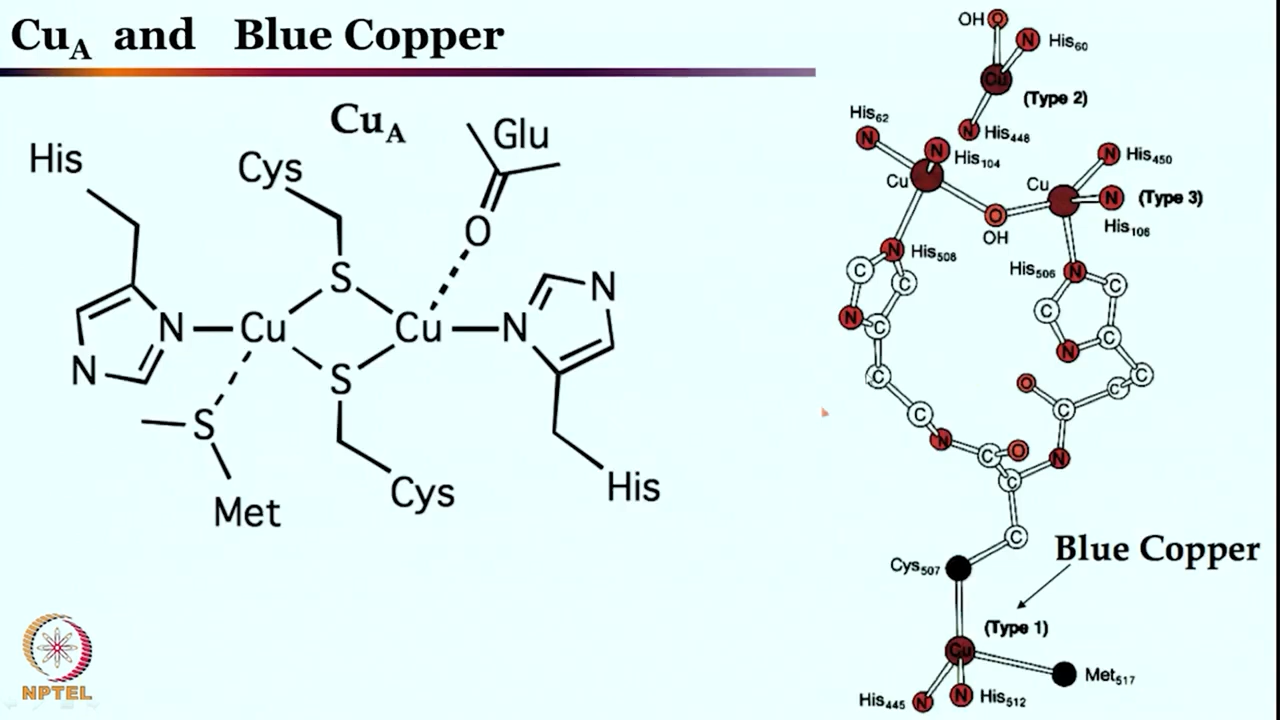 Cu_A and Blue Copper
Cu_A
His
Cys
Glu
O
S
N
N
Cu
Cu
N
N
S
S
Met
Cys
His
OH O
N His60
Cu
(Type 2)
N His448
His62
N
N His104
Cu
N His450
Cu
N (Type 3)
His106
O
OH
N His508
His506 N
C
C
C
C
N
C
N
C
C
C
O
C
C
C
N
C
O
N
C
C
Blue Copper
Cys507
(Type 1)
Cu
Met517
His445 N
N His512
NPTEL